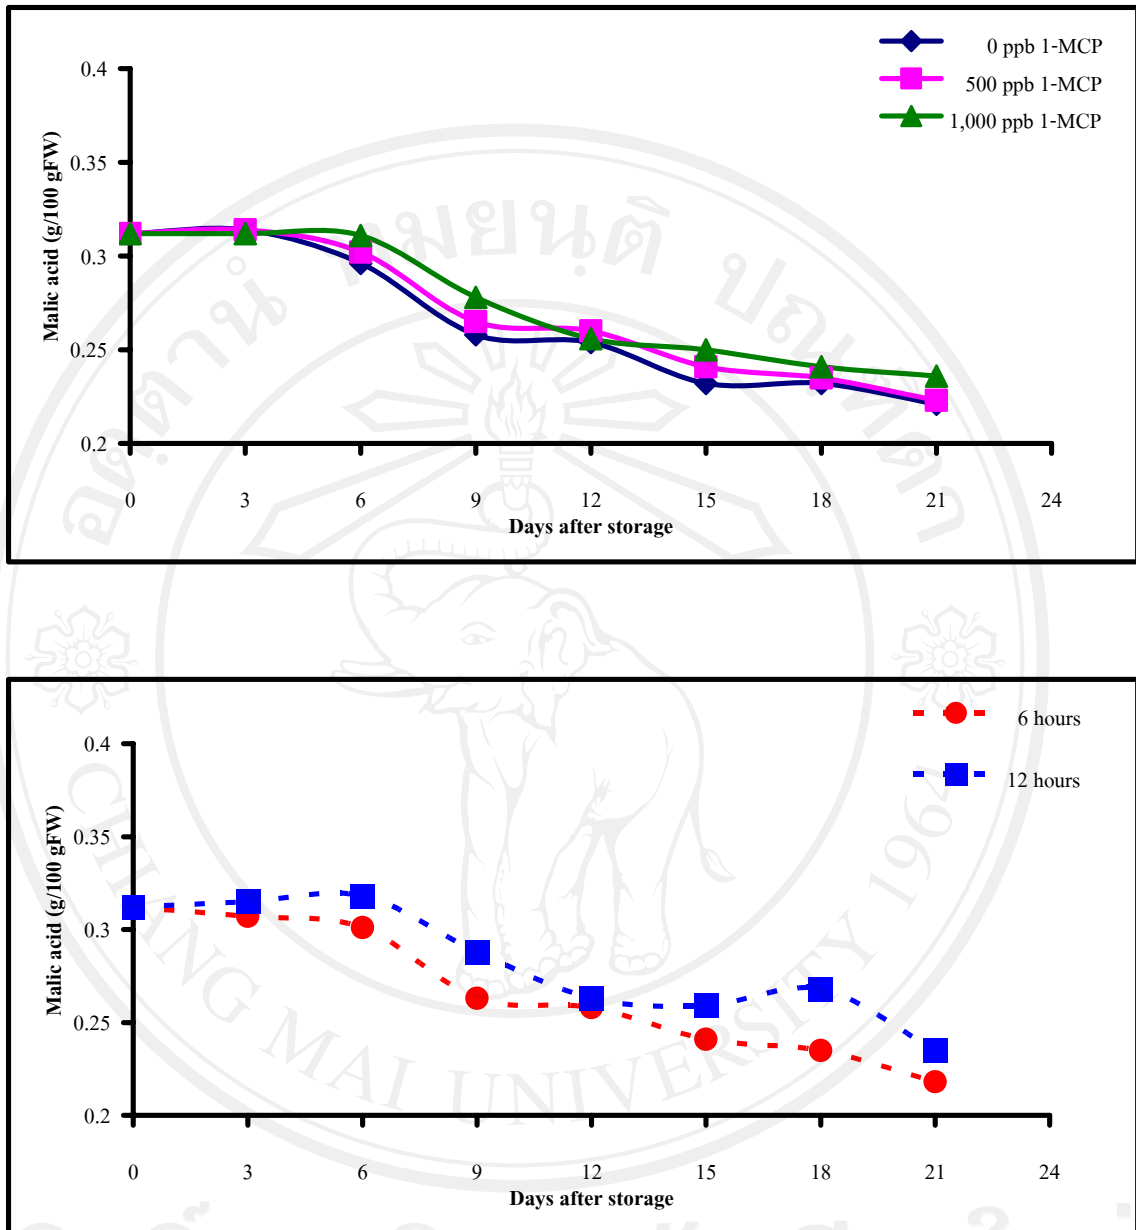 0 ppb 1-MCP
500 ppb 1-MCP
1,000 ppb 1-MCP
Malic acid (g/100 gFW)
0.4
0.35
0.3
0.25
0.2
0 3 6 9 12 15 18 21 24
Days after storage
6 hours
12 hours
Malic acid (g/100 gFW)
0.4
0.35
0.3
0.25
0.2
0 3 6 9 12 15 18 21 24
Days after storage
CHIANG MAI UNIVERSITY 1964